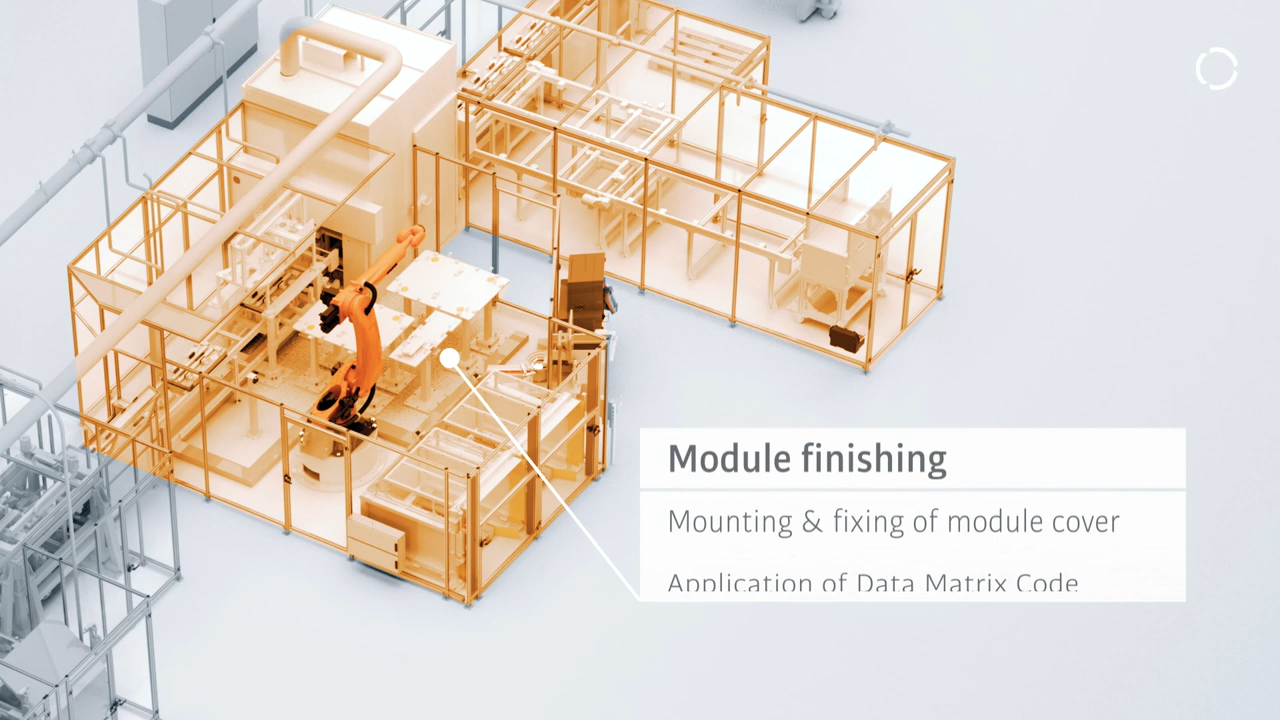 Module finishing
Mounting & fixing of module cover
Application of Data Matrix Code